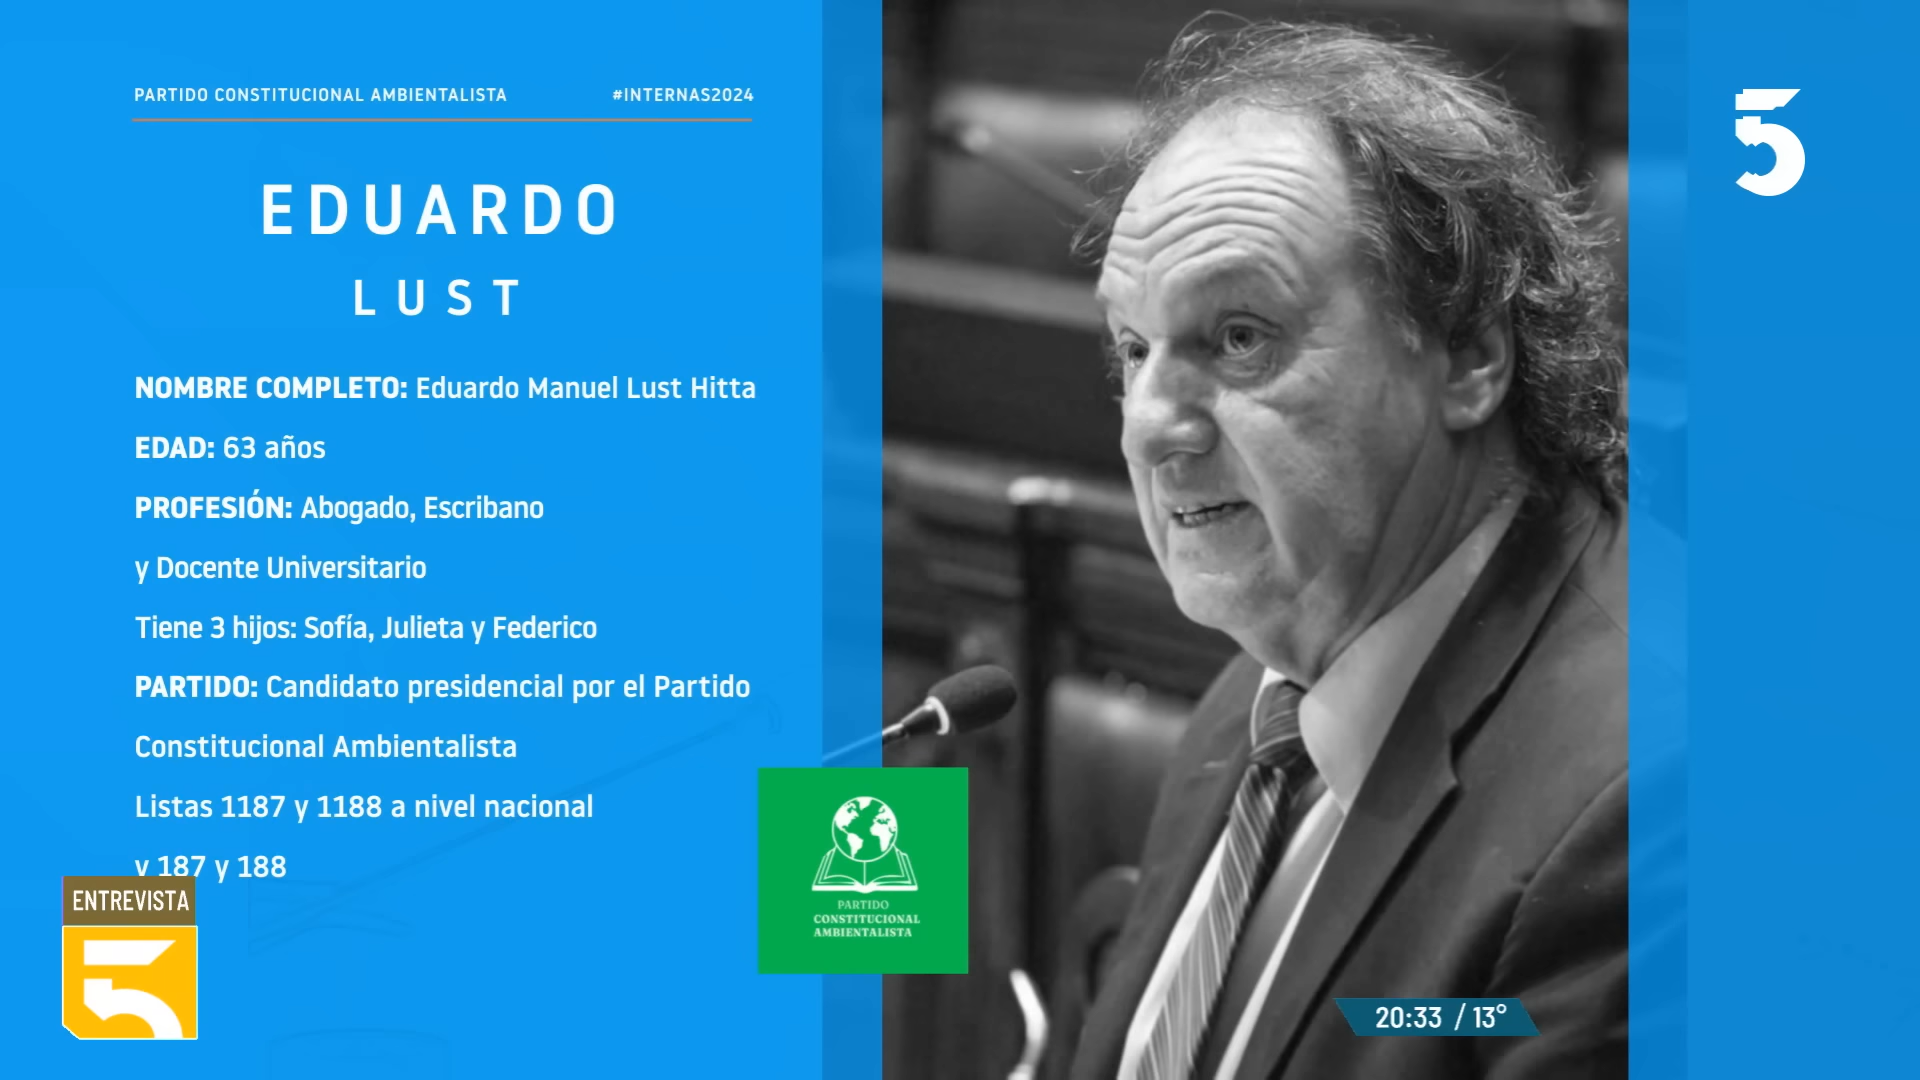 PARTIDO CONSTITUCIONAL AMBIENTALISTA #INTERNAS2024
5
EDUARDO
LUST
NOMBRE COMPLETO: Eduardo Manuel Lust Hitta
EDAD: 63 años
PROFESIÓN: Abogado, Escribano
y Docente Universitario
Tiene 3 hijos: Sofía, Julieta y Federico
PARTIDO: Candidato presidencial por el Partido
Constitucional Ambientalista
Listas 1187 y 1188 a nivel nacional
y 187 y 188
PARTIDO
CONSTITUCIONAL
AMBIENTALISTA
ENTREVISTA
5
20:33 / 13°